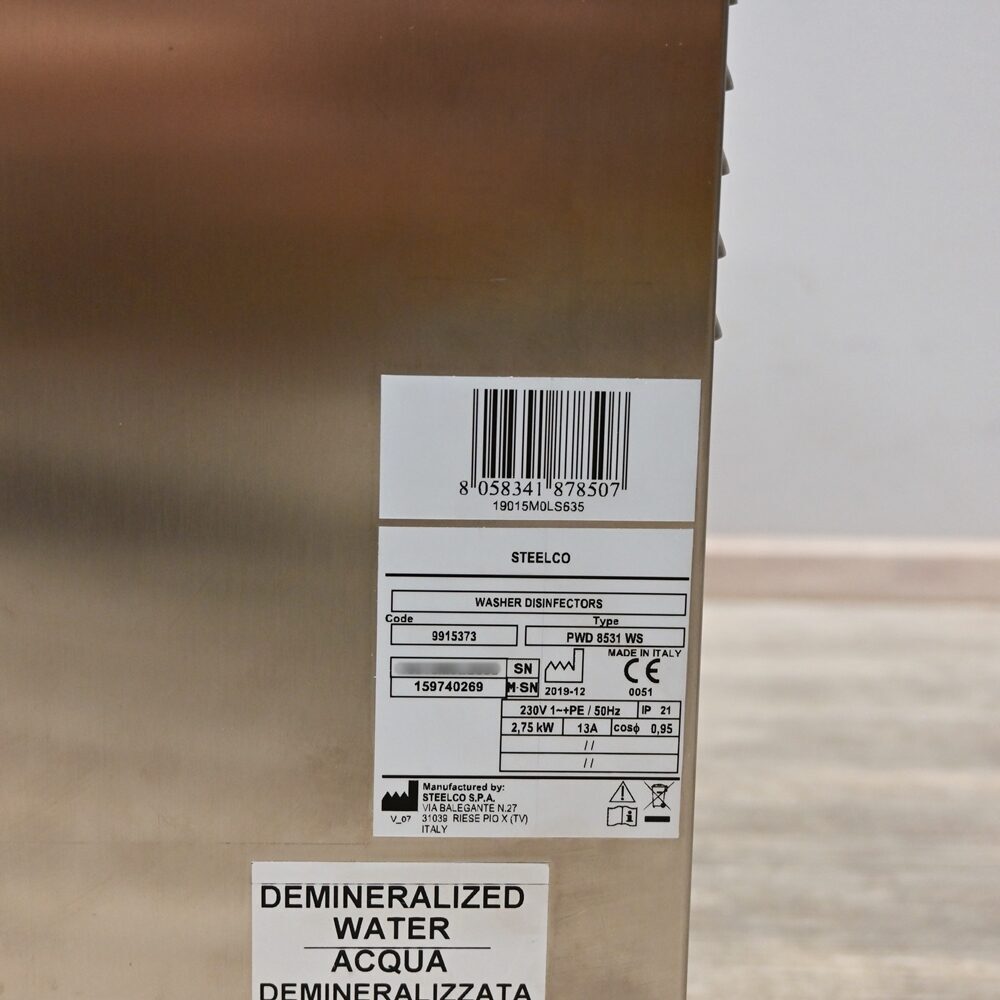 8 058341 878507
19015M0LS635
STEELCO
WASHER DISINFECTORS
Code Type
9915373 PWD 8531 WS
MADE IN ITALY
SN
159740269 M-SN 2019-12 CE 0051
230V 1~+PE / 50Hz IP 21
2,75 kW 13A cosϕ 0,95
//
//
Manufactured by:
STEELCO S.P.A.
VIA BALEGANTE N.27
V_07 31039 RIESE PIO X (TV)
ITALY
DEMINERALIZED
WATER
ACQUA
DEMINERALIZZATA